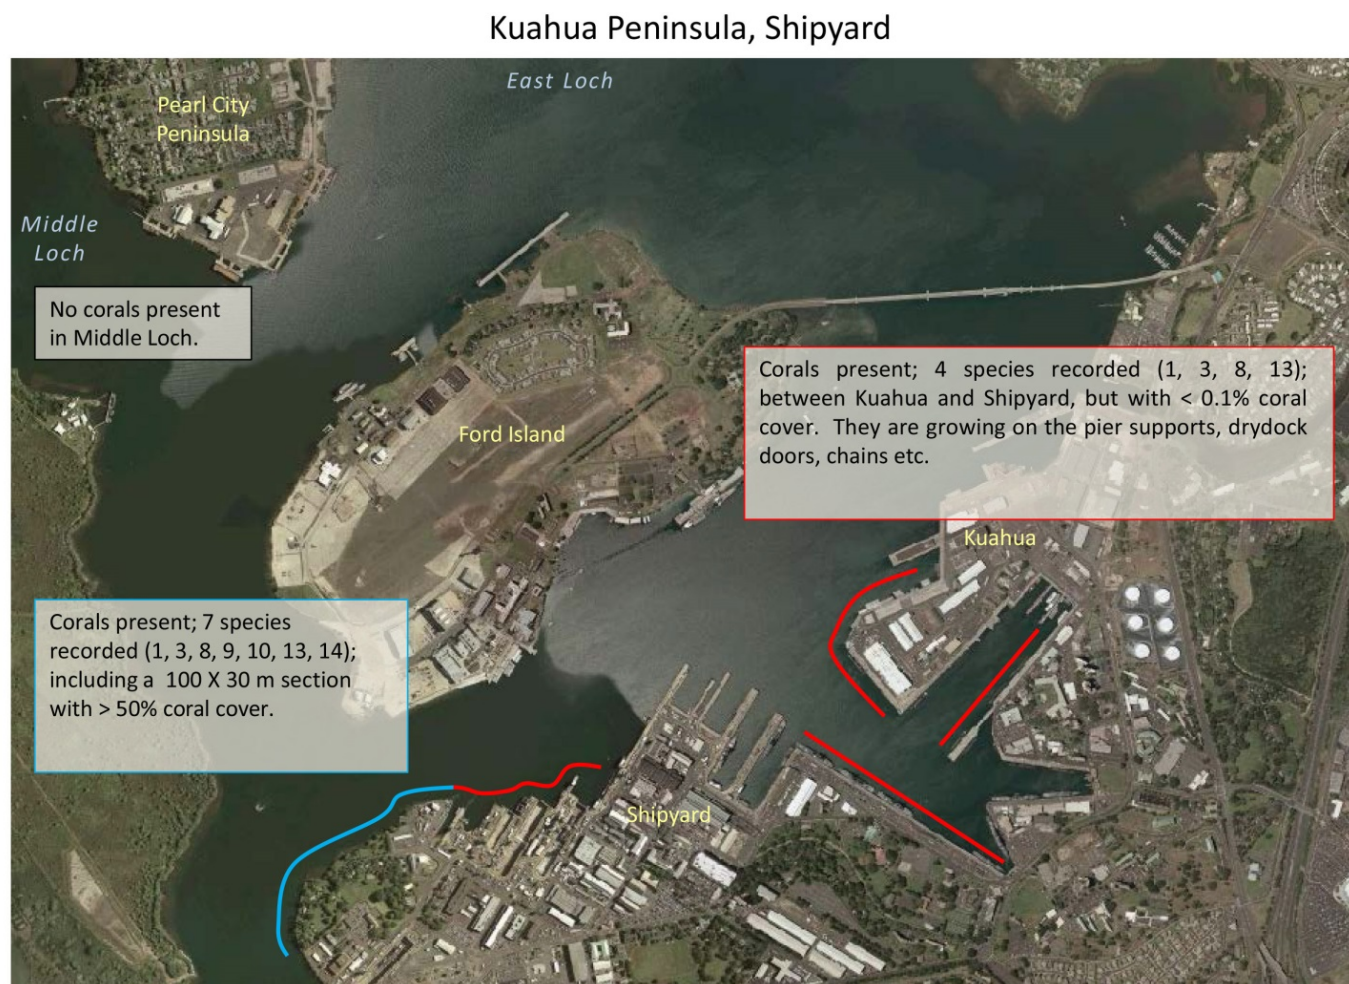 Kuahua Peninsula, Shipyard
East Loch
Pearl City
Peninsula
Middle
Loch
No corals present
in Middle Loch.
Corals present; 4 species recorded (1, 3, 8, 13);
between Kuahua and Shipyard, but with < 0.1% coral
cover. They are growing on the pier supports, drydock
doors, chains etc.
Ford Island
Kuahua
Corals present; 7 species
recorded (1, 3, 8, 9, 10, 13, 14);
including a 100 X 30 m section
with > 50% coral cover.
Shipyard